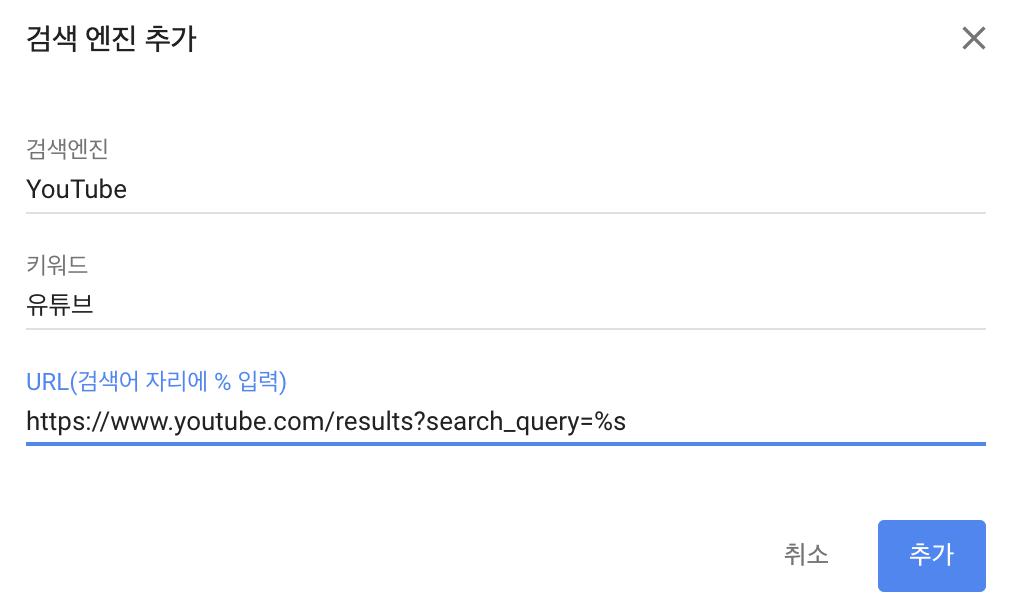 검색 엔진 추가
검색엔진
YouTube
키워드
유튜브
URL(검색어 자리에 % 입력)
https://www.youtube.com/results?search_query=%s
취소
추가